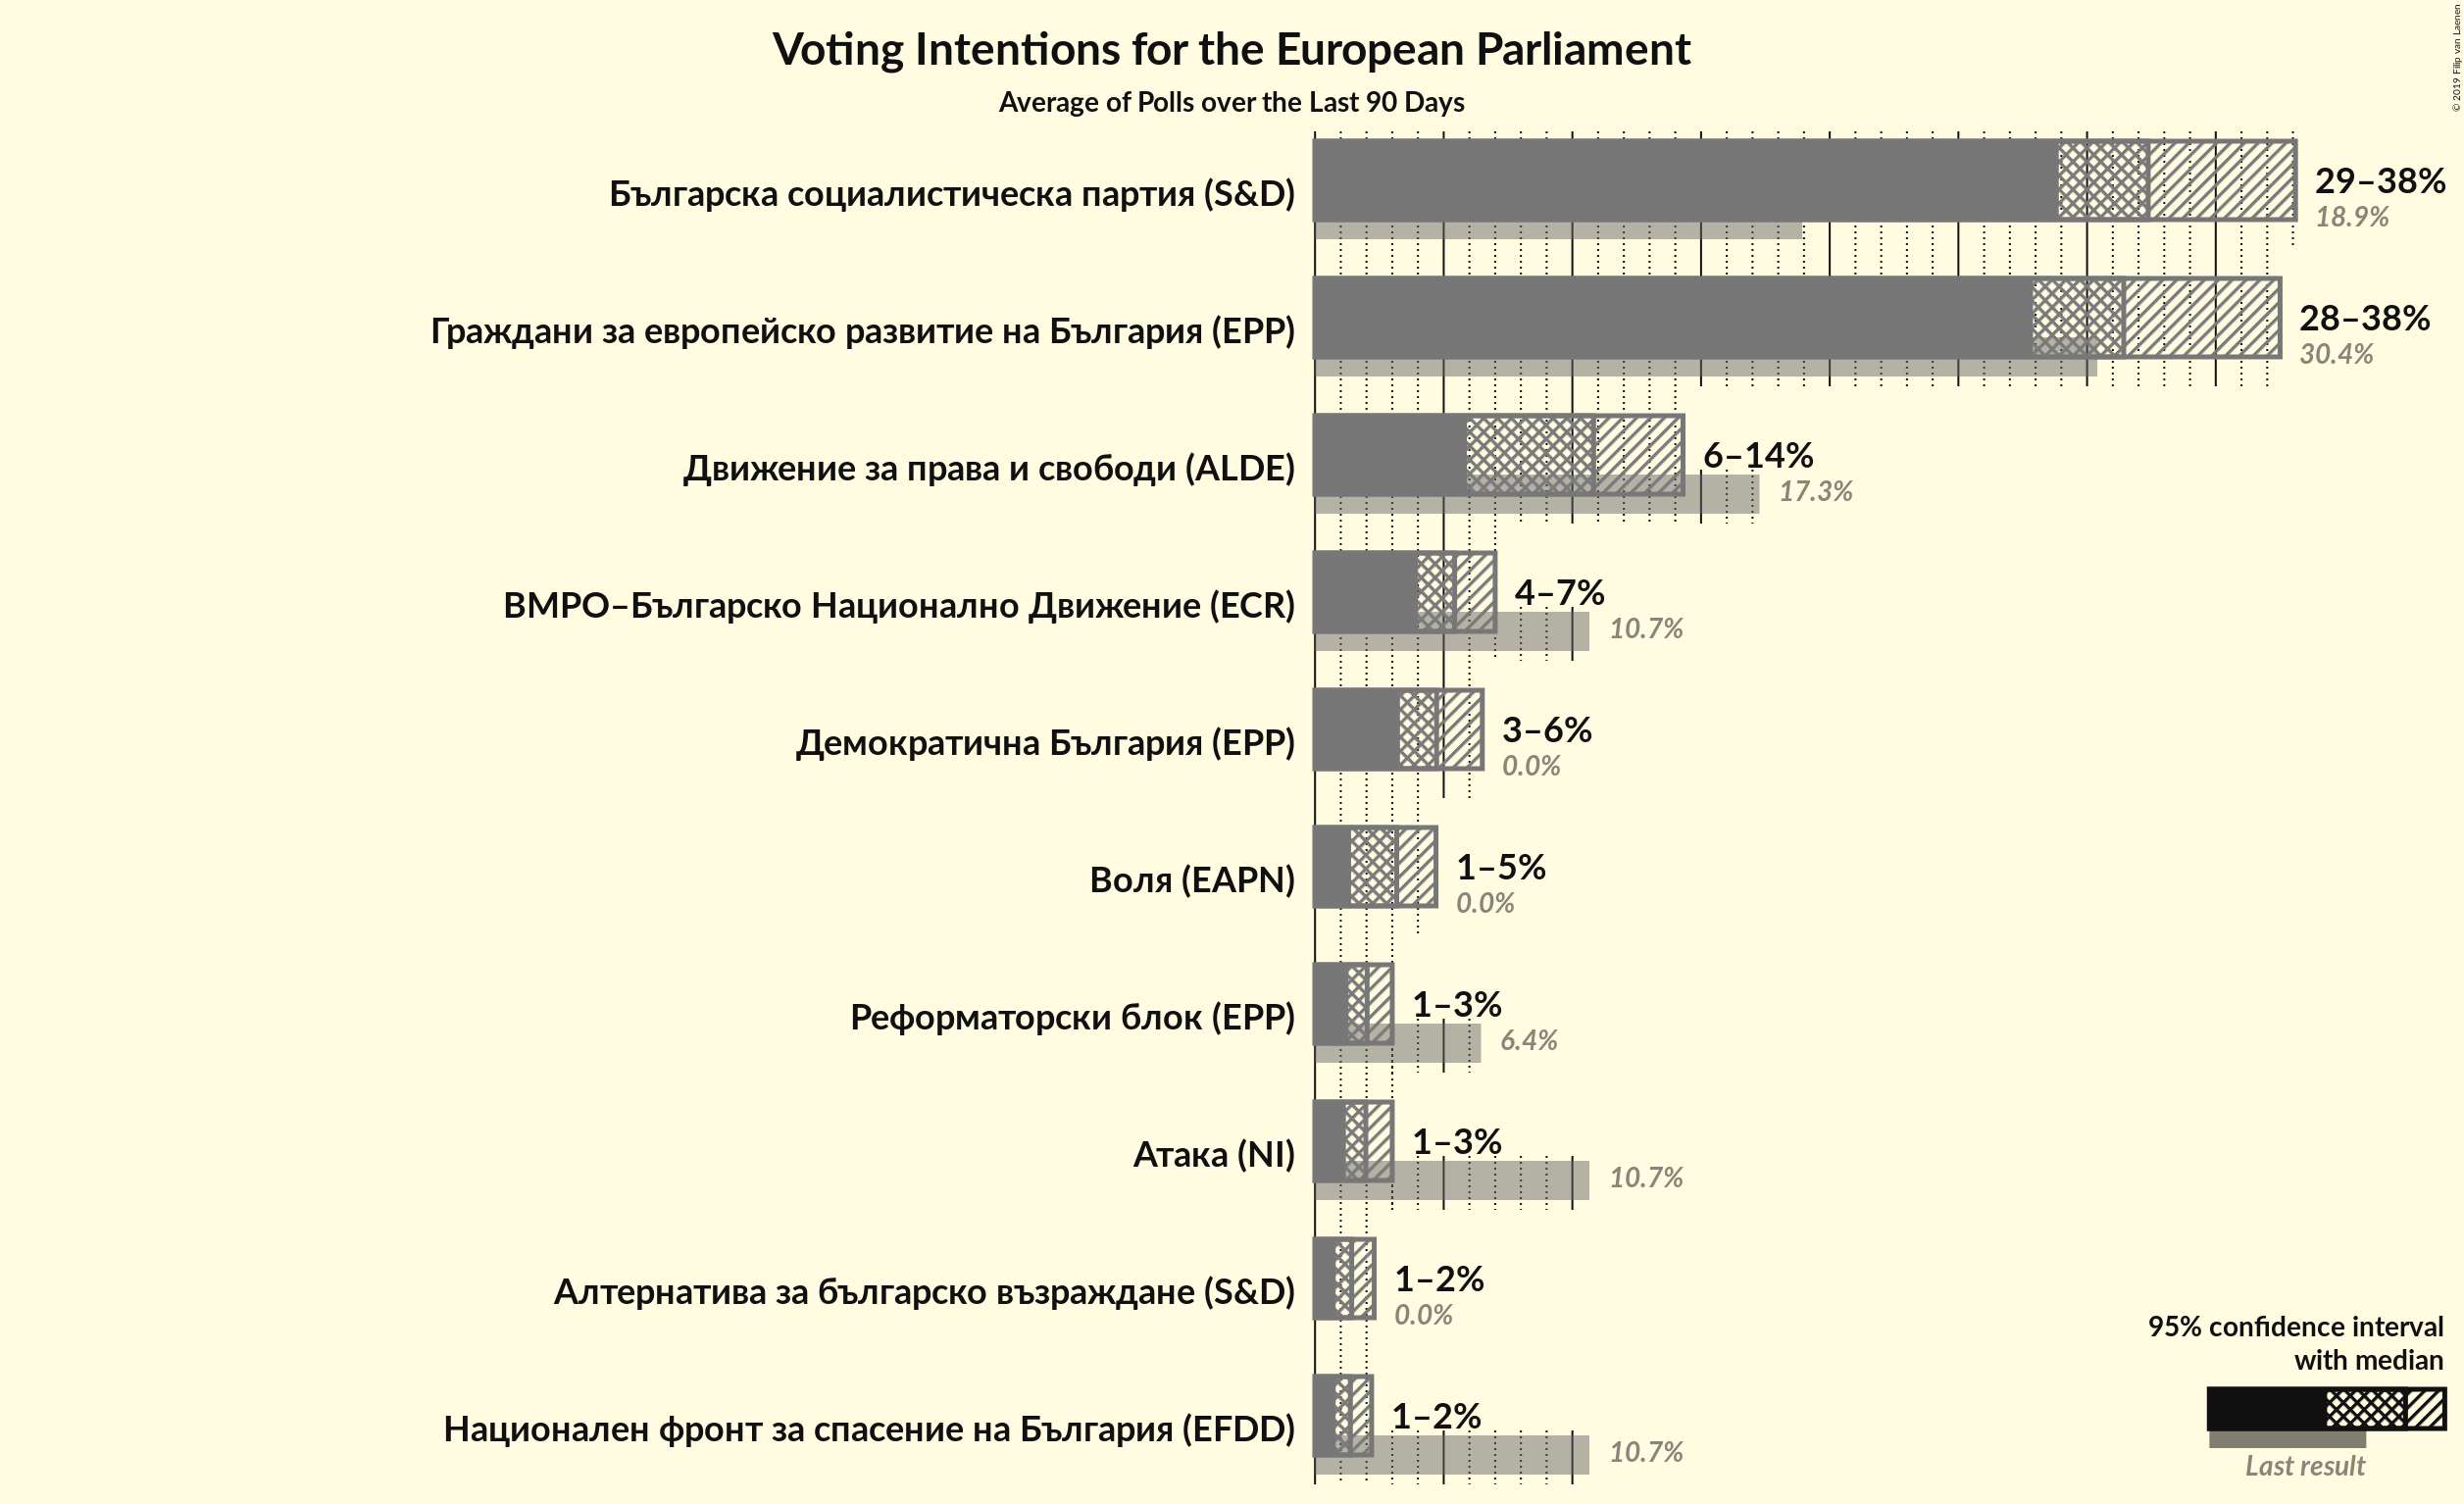 Voting Intentions for the European Parliament
Average of Polls over the Last 90 Days
© 2019 Filip van Laenen
Българска социалистическа партия (S&D)
29–38%
18.9%
Граждани за европейско развитие на България (EPP)
28–38%
30.4%
Движение за права и свободи (ALDE)
6–14%
17.3%
ВМРО–Българско Национално Движение (ECR)
4–7%
10.7%
Демократична България (EPP)
3–6%
0.0%
Воля (EAPN)
1–5%
0.0%
Реформаторски блок (EPP)
1–3%
6.4%
Атака (NI)
1–3%
10.7%
Алтернатива за българско възраждане (S&D)
1–2%
0.0%
Национален фронт за спасение на България (EFDD)
1–2%
10.7%
95% confidence interval
with median
Last result